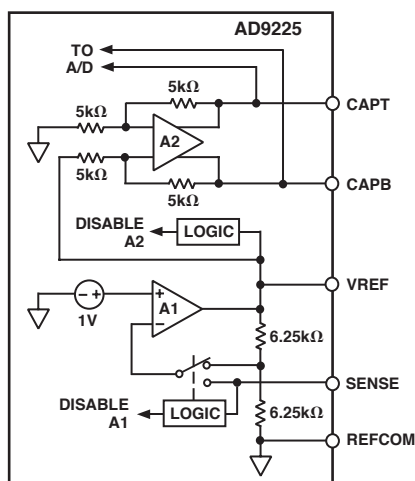 AD9225
TO
A/D
5kΩ
CAPT
5kΩ
A2
5kΩ
5kΩ
CAPB
DISABLE
A2
LOGIC
VREF
– +
1V
+
A1
–
6.25kΩ
SENSE
DISABLE
A1
LOGIC
6.25kΩ
REFCOM